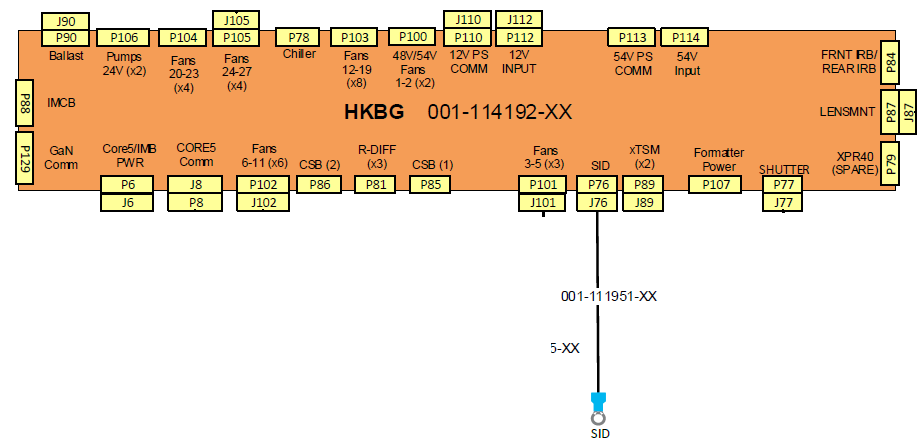 J90 J105 J110 J112
P90 P106 P104 P105 P78 P103 P100 P110 P112 P113 P114
Ballast Pumps Fans Fans Chiller Fans 48V/54V 12V PS 12V 54V PS 54V FRNT IRB/ P84
24V (x2) 20-23 24-27 12-19 Fans COMM INPUT COMM Input REAR IRB
(x4) (x4) (x8) 1-2 (x2)
P88 IMCB HKBG 001-114192-XX LENSMNT P87 J87
P129 GaN Core5/IMB CORE5 Fans R-DIFF Fans xTSM Formatter XPR40 P79
Comm PWR Comm 6-11 (x6) CSB (2) (x3) CSB (1) 3-5 (x3) SID (x2) Power SHUTTER (SPARE)
P6 J8 P102 P86 P81 P85 P101 P76 P89 P107 P77
J6 P8 J102 J101 J76 J89 J77
001-111951-XX
5-XX
SID